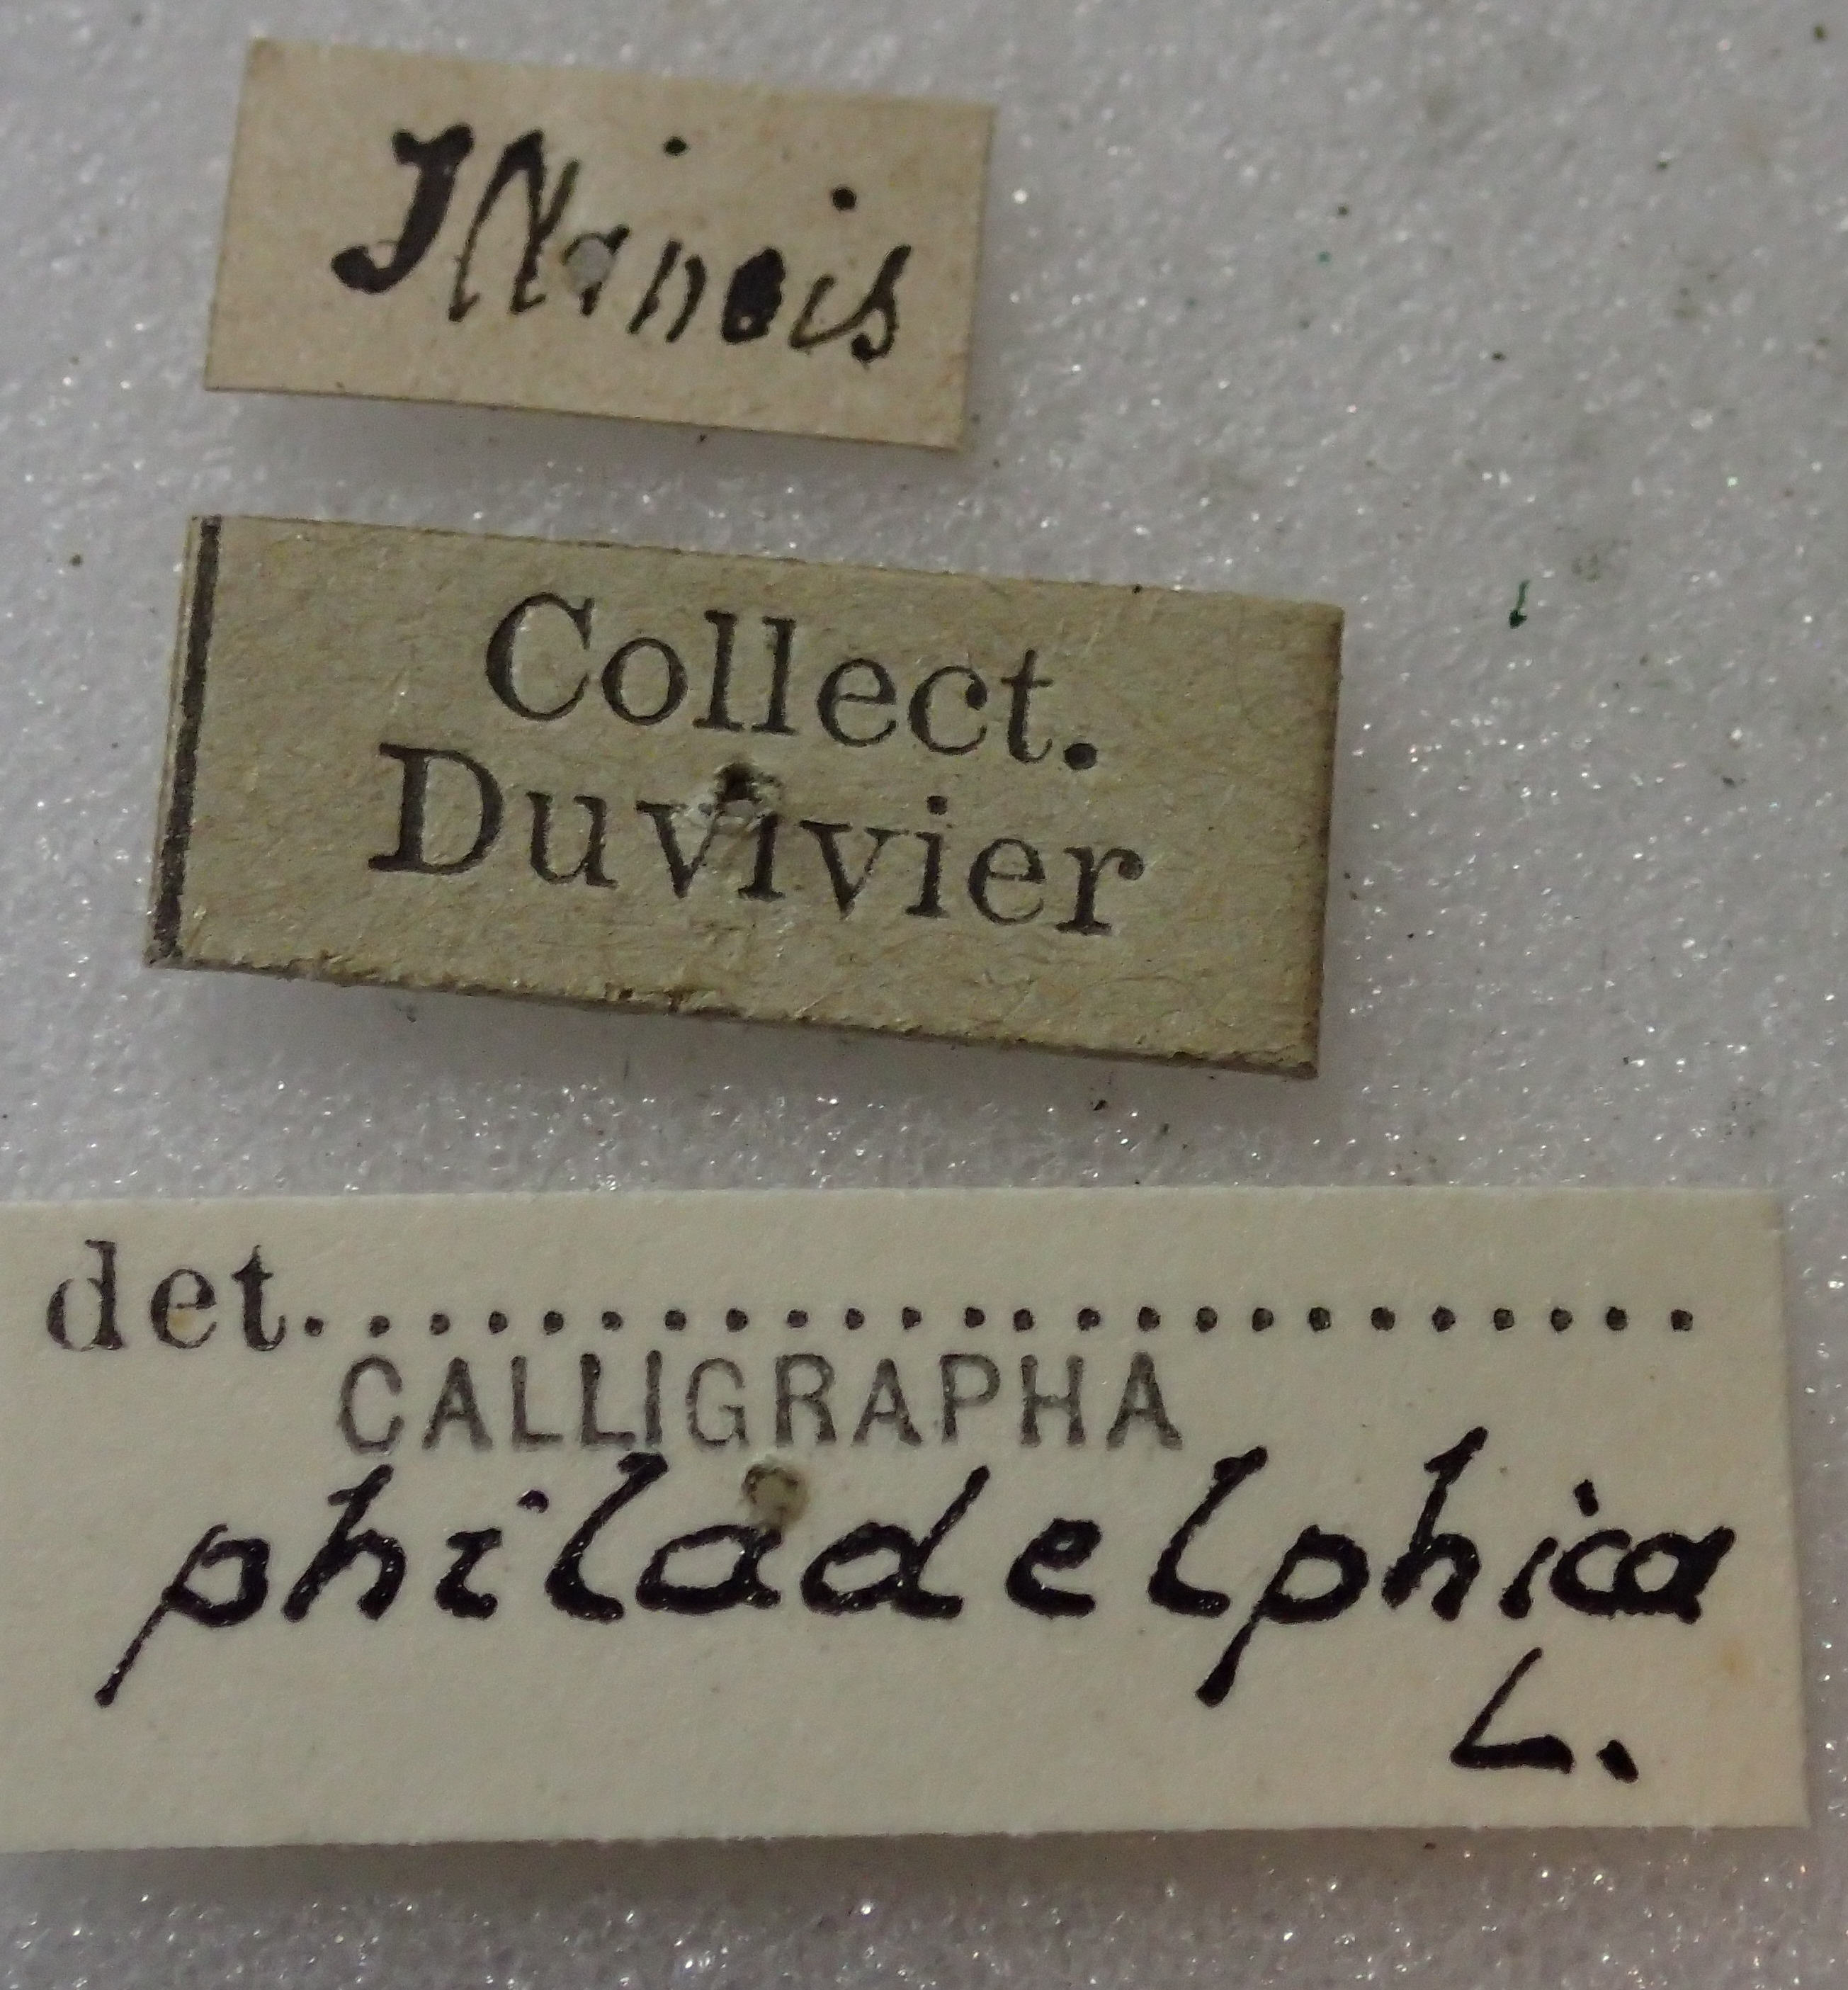 Illinois
Collect.
Duvivier
det..........................
CALLIGRAPHA
philadelphica
L.